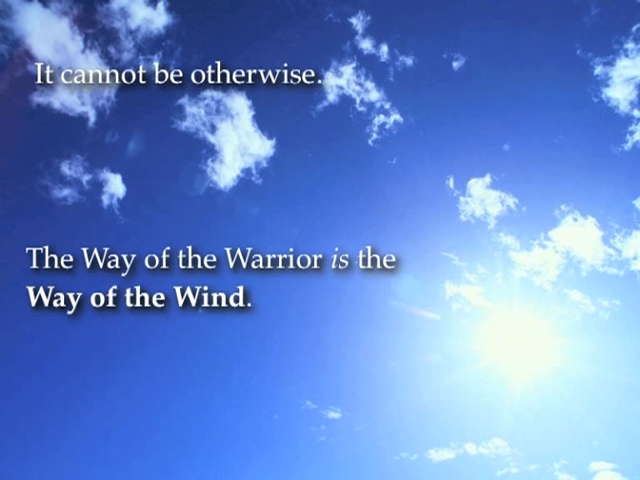 It cannot be otherwise.
The Way of the Warrior is the
Way of the Wind.